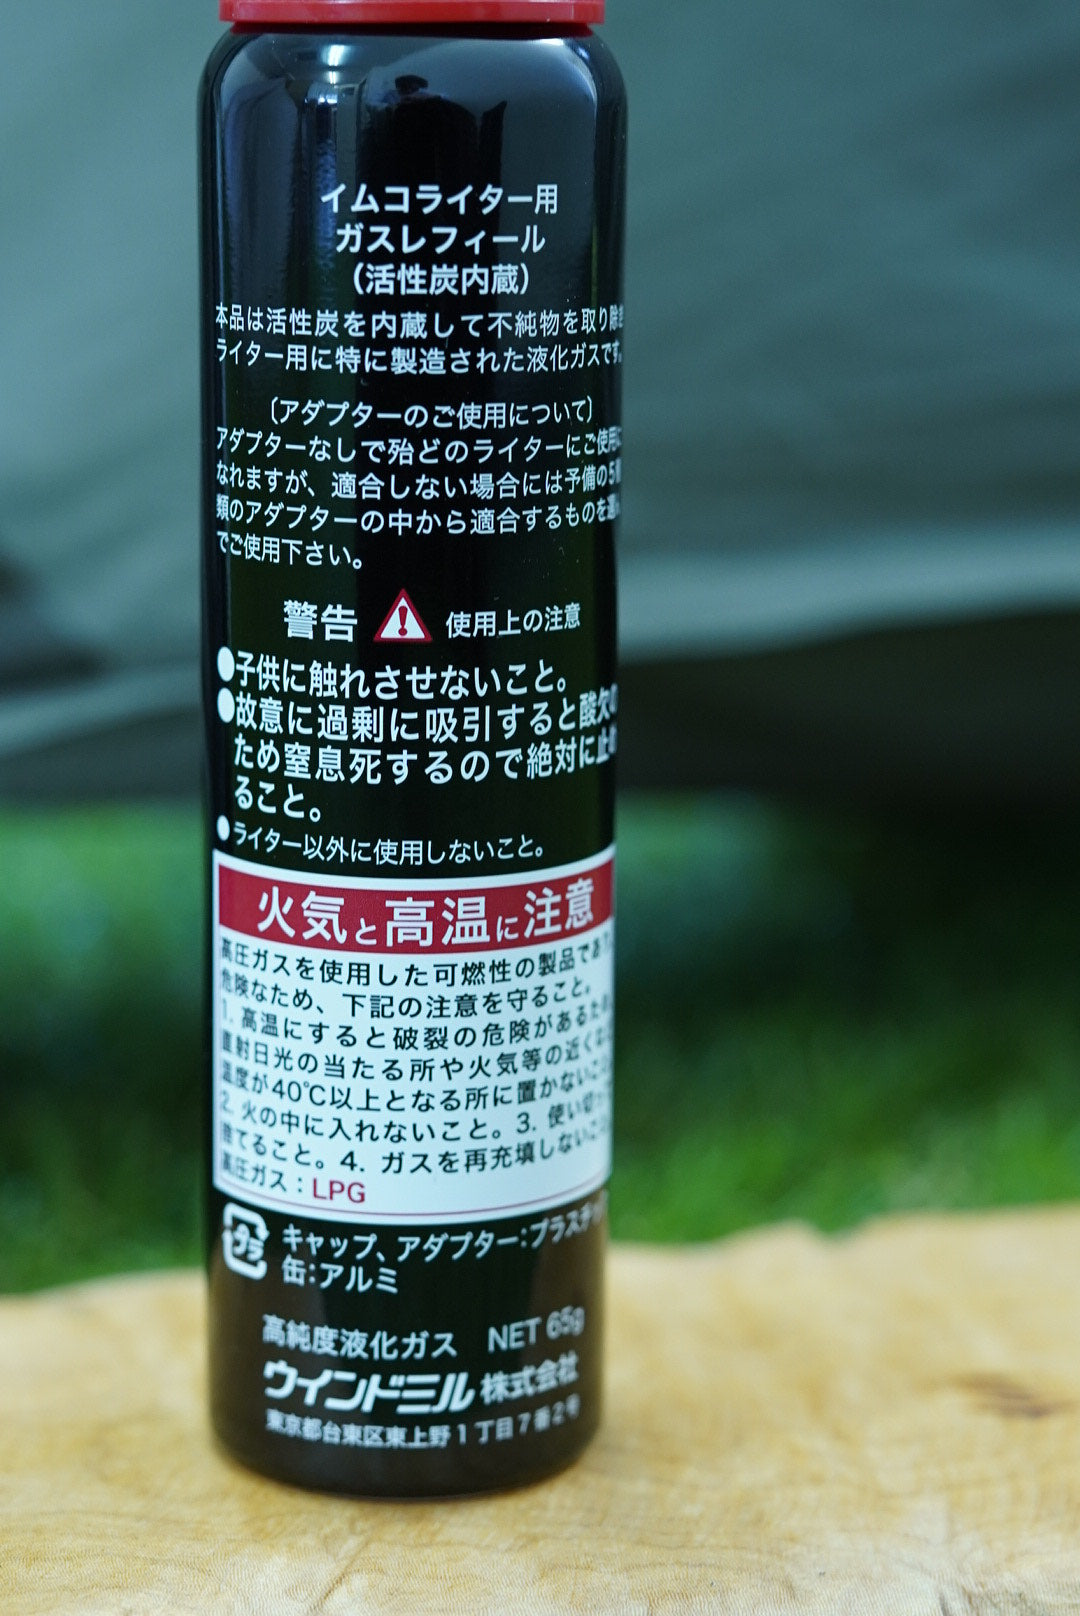 イムコライター用
ガスレフィール
（活性炭内蔵）
本品は活性炭を内蔵して不純物を取り除き
ライター用に特に製造された液化ガスです。
〔アダプターのご使用について〕
アダプターなしで殆どのライターにご使用に
なれますが、適合しない場合には予備の5種
類のアダプターの中から適合するものを選
でご使用下さい。
警告 使用上の注意
●子供に触れさせないこと。
●故意に過剰に吸引すると酸欠の
ため窒息死するので絶対に止め
ること。
●ライター以外に使用しないこと。
火気と高温に注意
高圧ガスを使用した可燃性の製品であり
危険なため、下記の注意を守ること。
1. 高温にすると破裂の危険があるため
直射日光の当たる所や火気等の近くなど
温度が40℃以上となる所に置かないこと
2. 火の中に入れないこと。3. 使い切っ
捨てること。4. ガスを再充填しないこと
高圧ガス：LPG
プラ
キャップ、アダプター：プラスチッ
缶：アルミ
高純度液化ガス NET 65g
ウインドミル 株式会社
東京都台東区東上野1丁目7番2号